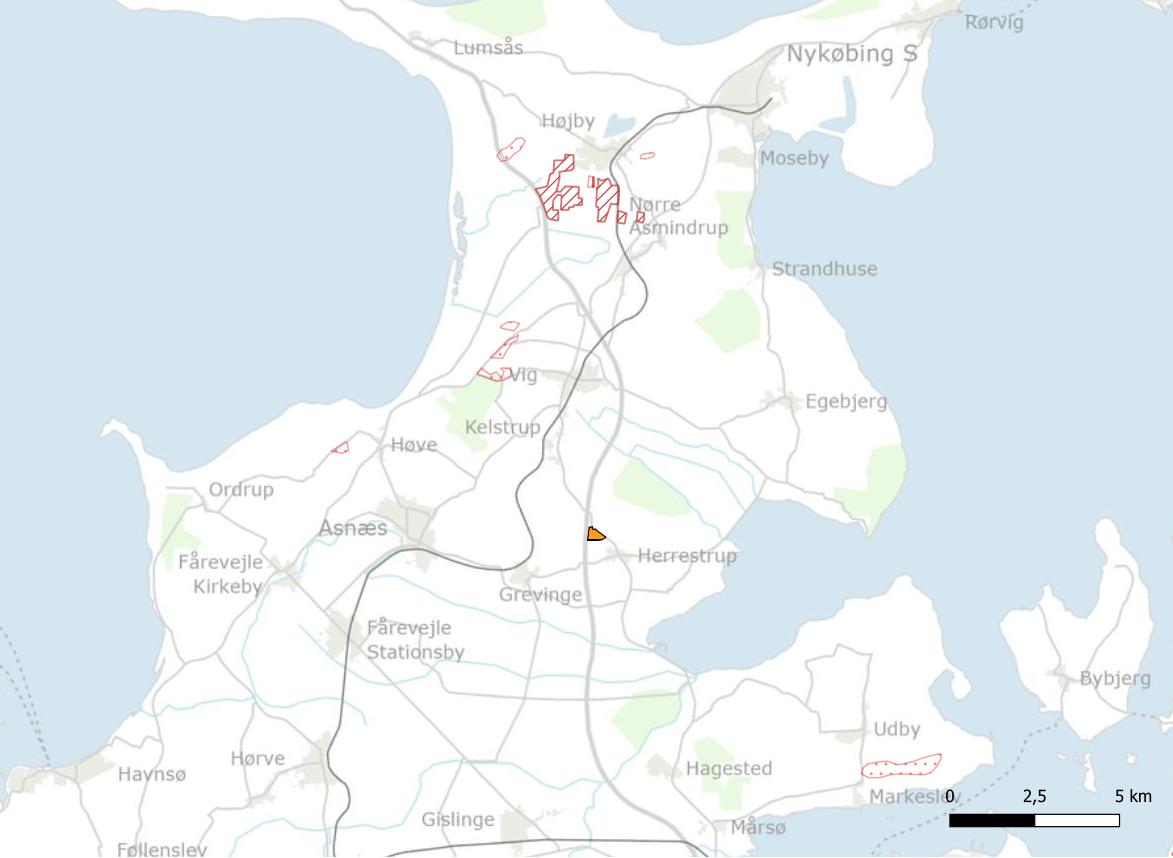 Rørvig
Lumsås
Nykøbing S
Højby
Moseby
Nørre
Asmindrup
Strandhuse
Vig
Egebjerg
Kelstrup
Høve
Ordrup
Asnæs
Herrestrup
Fårevejle
Kirkeby
Grevinge
Fårevejle
Stationsby
Bybjerg
Udby
Hørve
Havnsø
Hagested
Markeslev
0 2,5 5 km
Gislinge
Mårsø
Føllenslev